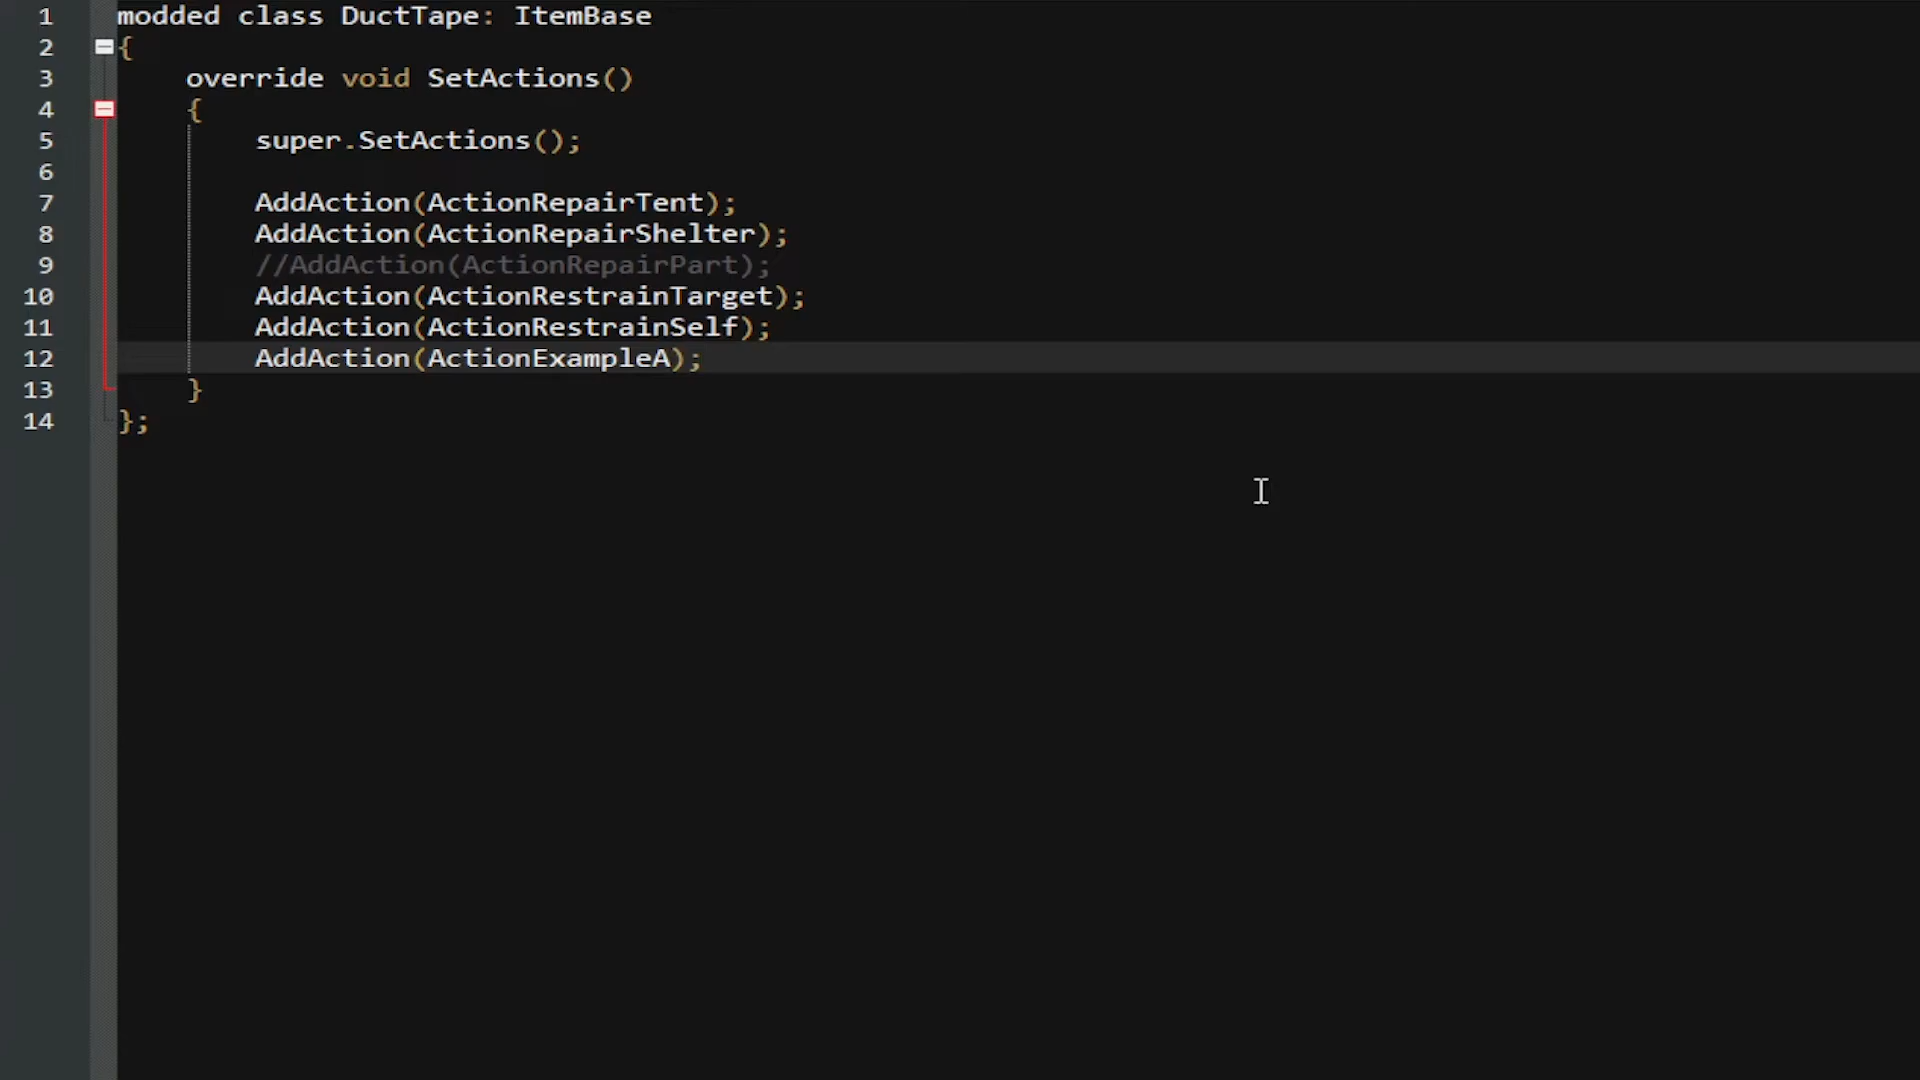 1 modded class DuctTape: ItemBase
2 {
3 override void SetActions()
4 {
5 super.SetActions();
6
7 AddAction(ActionRepairTent);
8 AddAction(ActionRepairShelter);
9 //AddAction(ActionRepairPart);
10 AddAction(ActionRestrainTarget);
11 AddAction(ActionRestrainSelf);
12 AddAction(ActionExampleA);
13 }
14 };